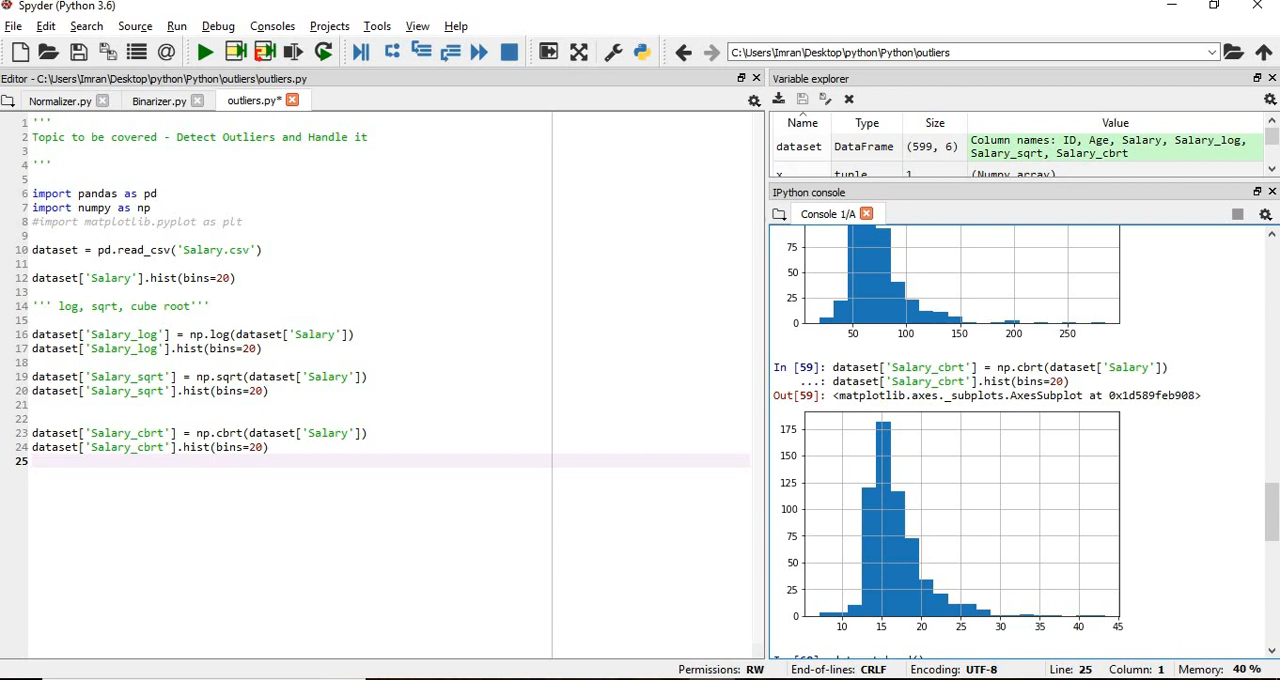 Spyder (Python 3.6)
File Edit Search Source Run Debug Consoles Projects Tools View Help
C:\Users\Imran\Desktop\python\Python\outliers
Editor - C:\Users\Imran\Desktop\python\Python\outliers\outliers.py
Normalizer.py Binarizer.py outliers.py*
1 '''
2 Topic to be covered - Detect Outliers and Handle it
3
4 '''
5
6 import pandas as pd
7 import numpy as np
8 #import matplotlib.pyplot as plt
9
10 dataset = pd.read_csv('Salary.csv')
11
12 dataset['Salary'].hist(bins=20)
13
14 ''' log, sqrt, cube root'''
15
16 dataset['Salary_log'] = np.log(dataset['Salary'])
17 dataset['Salary_log'].hist(bins=20)
18
19 dataset['Salary_sqrt'] = np.sqrt(dataset['Salary'])
20 dataset['Salary_sqrt'].hist(bins=20)
21
22
23 dataset['Salary_cbrt'] = np.cbrt(dataset['Salary'])
24 dataset['Salary_cbrt'].hist(bins=20)
25
Variable explorer
Name Type Size Value
dataset DataFrame (599, 6) Column names: ID, Age, Salary, Salary_log,
Salary_sqrt, Salary_cbrt
x tuple 1 (Numpy array)
IPython console
Console 1/A
75
50
25
0
50 100 150 200 250
In [59]: dataset['Salary_cbrt'] = np.cbrt(dataset['Salary'])
...: dataset['Salary_cbrt'].hist(bins=20)
Out[59]: <matplotlib.axes._subplots.AxesSubplot at 0x1d589feb908>
175
150
125
100
75
50
25
0
10 15 20 25 30 35 40 45
Permissions: RW End-of-lines: CRLF Encoding: UTF-8 Line: 25 Column: 1 Memory: 40 %